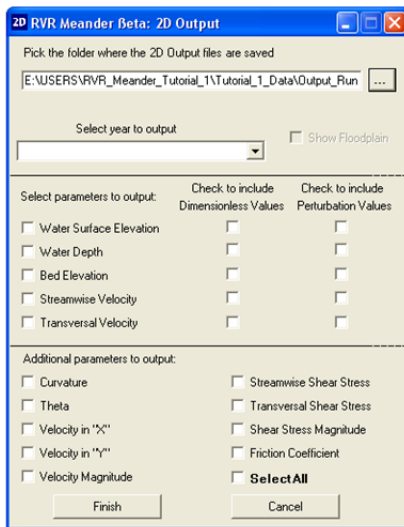 2D RVR Meander βeta: 2D Output
Pick the folder where the 2D Output files are saved
E:\USERS\RVR_Meander_Tutorial_1\Tutorial_1_Data\Output_Run
...
Select year to output
Show Floodplain
Select parameters to output:
Check to include Dimensionless Values
Check to include Perturbation Values
Water Surface Elevation
Water Depth
Bed Elevation
Streamwise Velocity
Transversal Velocity
Additional parameters to output:
Curvature
Streamwise Shear Stress
Theta
Transversal Shear Stress
Velocity in "X"
Shear Stress Magnitude
Velocity in "Y"
Friction Coefficient
Velocity Magnitude
SelectAll
Finish
Cancel